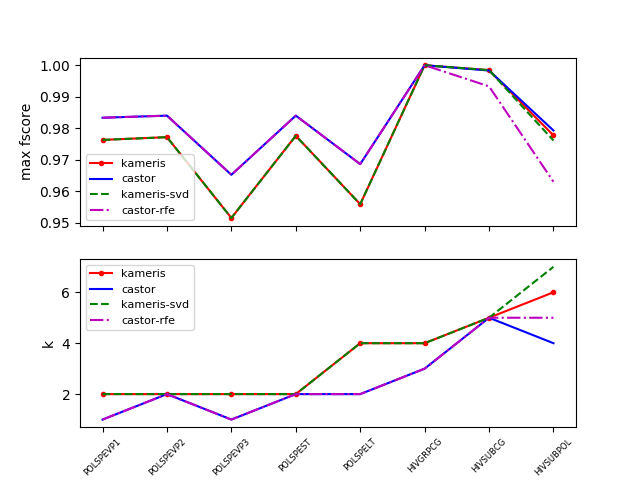 1.00
0.99
0.98
0.97
0.96
0.95
max fscore
kameris
castor
kameris-svd
castor-rfe
6
4
2
k
kameris
castor
kameris-svd
castor-rfe
POLSPEVP1
POLSPEVP2
POLSPEVP3
POLSPEST
POLSPELT
HIVGRPCG
HIVSUBCG
HIVSUBPOL